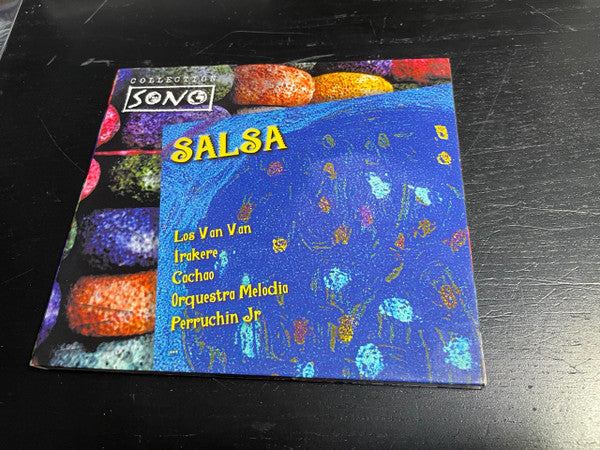 COLLECTION
SONO
SALSA
Los Van Van
Irakere
Cachao
Orquestra Melodia
Perruchin Jr
...